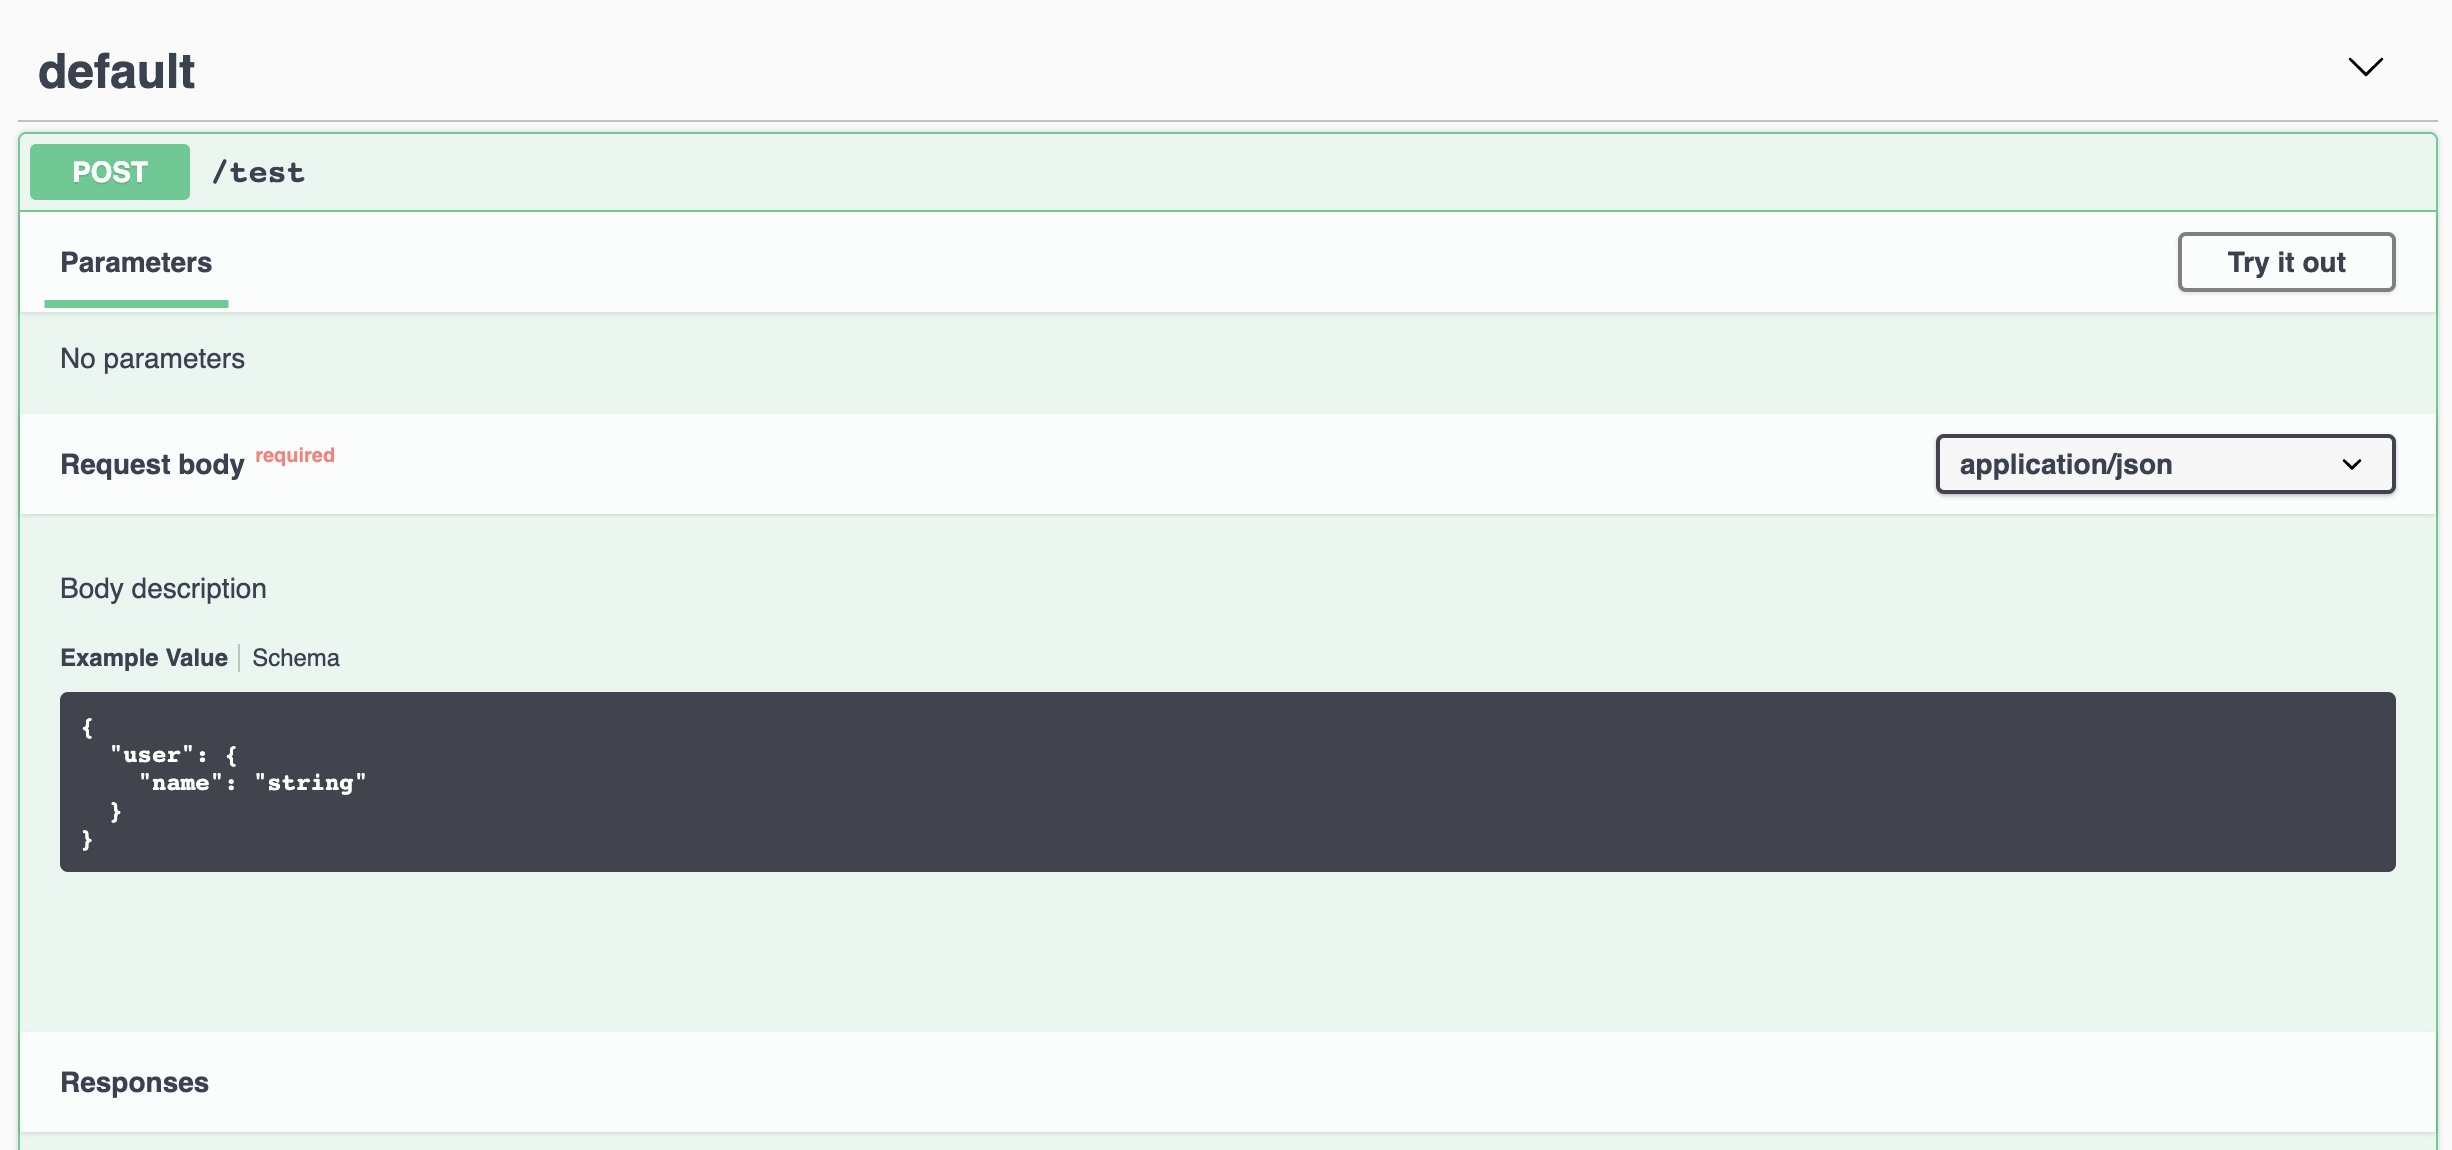 default
POST /test
Parameters
Try it out
No parameters
Request body required
application/json
Body description
Example Value
Schema
{
  "user": {
    "name": "string"
  }
}
Responses